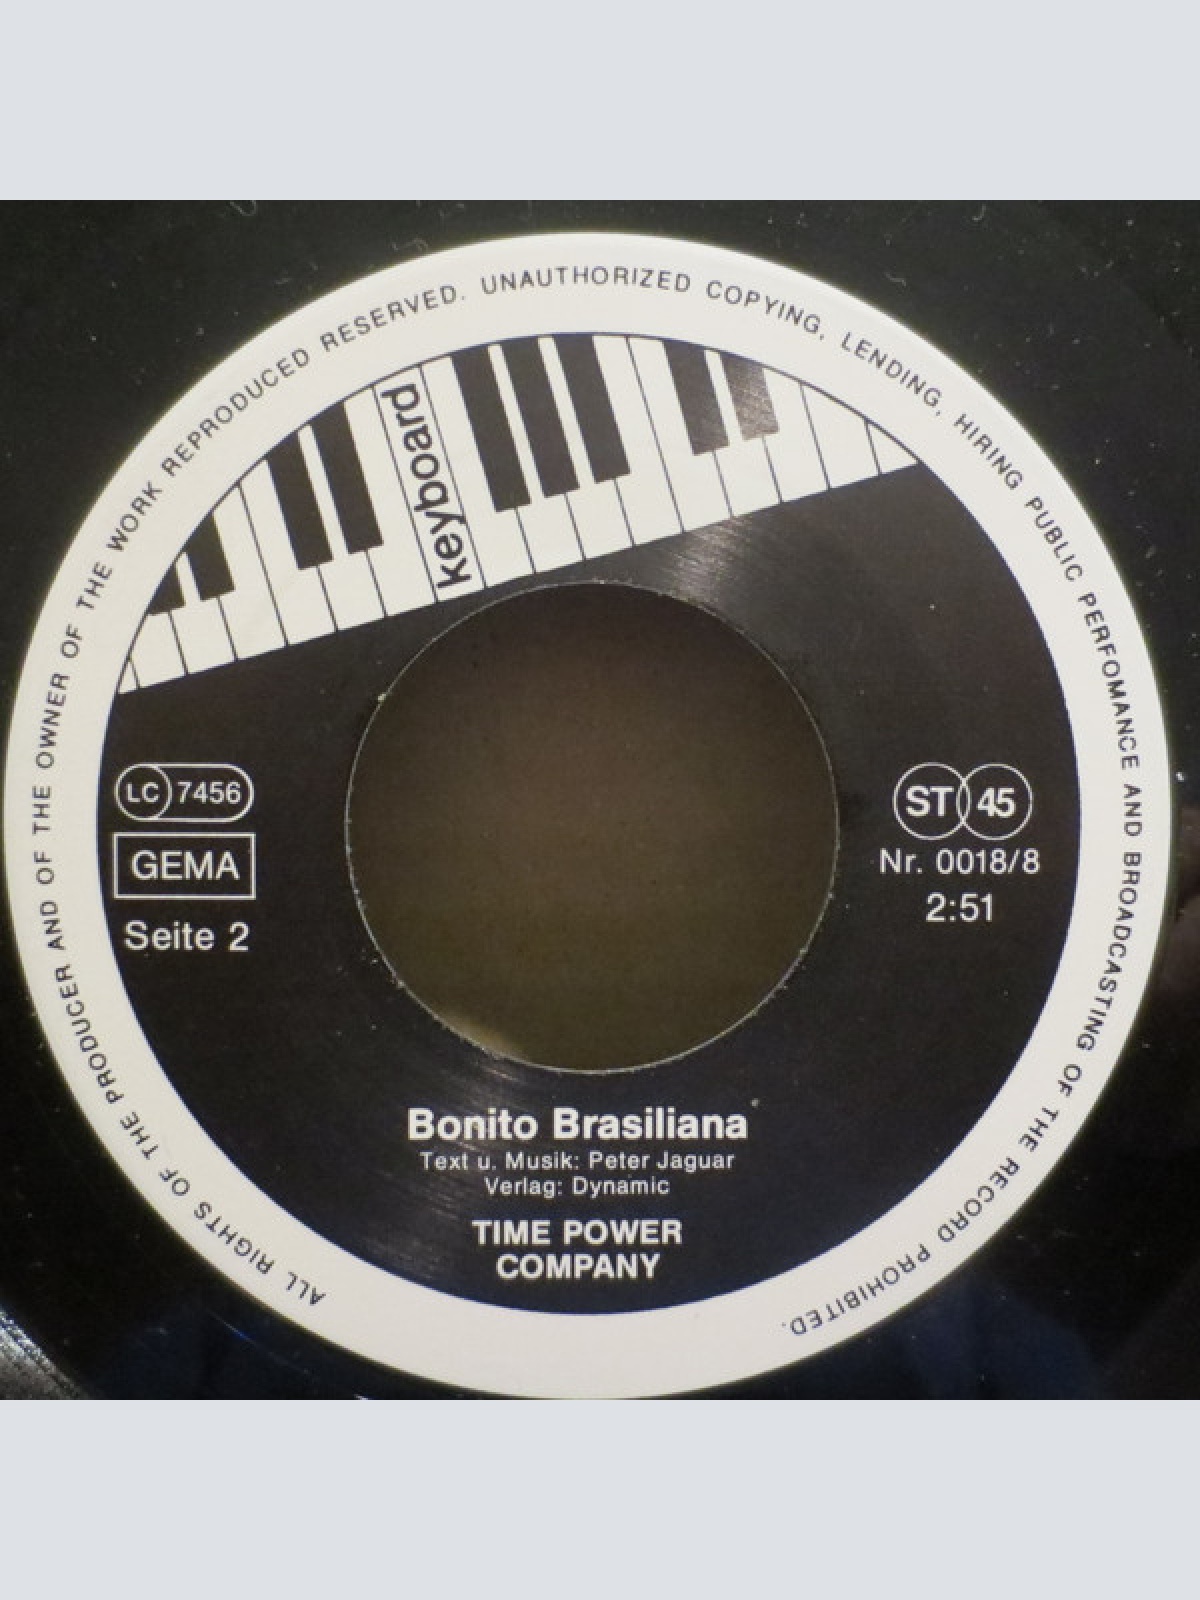 ALL RIGHTS OF THE PRODUCER AND OF THE OWNER OF THE WORK REPRODUCED RESERVED. UNAUTHORIZED COPYING, LENDING, HIRING PUBLIC PERFOMANCE AND BROADCASTING OF THE RECORD PROHIBITED.
keyboard
LC 7456
GEMA
Seite 2
ST 45
Nr. 0018/8
2:51
Bonito Brasiliana
Text u. Musik: Peter Jaguar
Verlag: Dynamic
TIME POWER
COMPANY